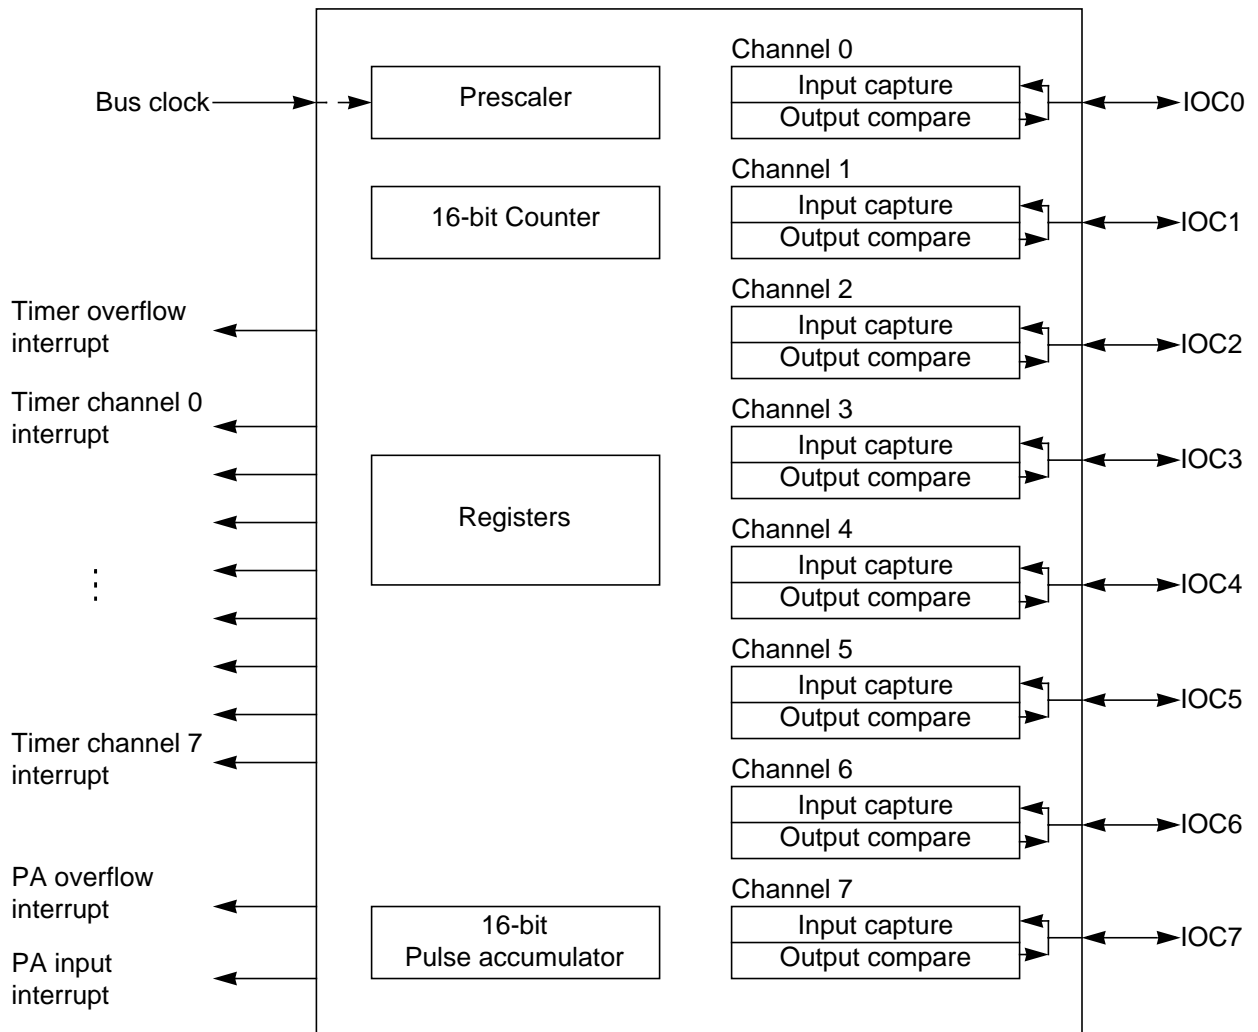 Bus clock
Timer overflow
interrupt
Timer channel 0
interrupt
Timer channel 7
interrupt
PA overflow
interrupt
PA input
interrupt
Prescaler
16-bit Counter
Registers
16-bit
Pulse accumulator
Channel 0
Input capture
Output compare
IOC0
Channel 1
Input capture
Output compare
IOC1
Channel 2
Input capture
Output compare
IOC2
Channel 3
Input capture
Output compare
IOC3
Channel 4
Input capture
Output compare
IOC4
Channel 5
Input capture
Output compare
IOC5
Channel 6
Input capture
Output compare
IOC6
Channel 7
Input capture
Output compare
IOC7